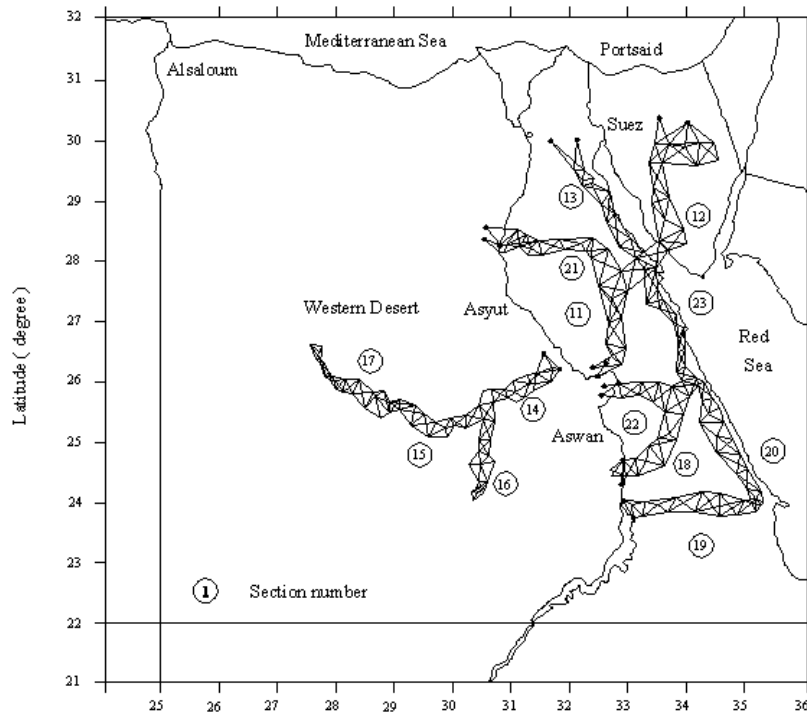 32
Mediterranean Sea
Portsaid
Alsaloum
31
Suez
30
29
13
12
28
21
23
Western Desert
Asyut
11
27
Red
Sea
17
26
14
Aswan
22
25
15
20
18
16
24
19
23
1 Section number
22
21
25 26 27 28 29 30 31 32 33 34 35 36
Latitude ( degree )